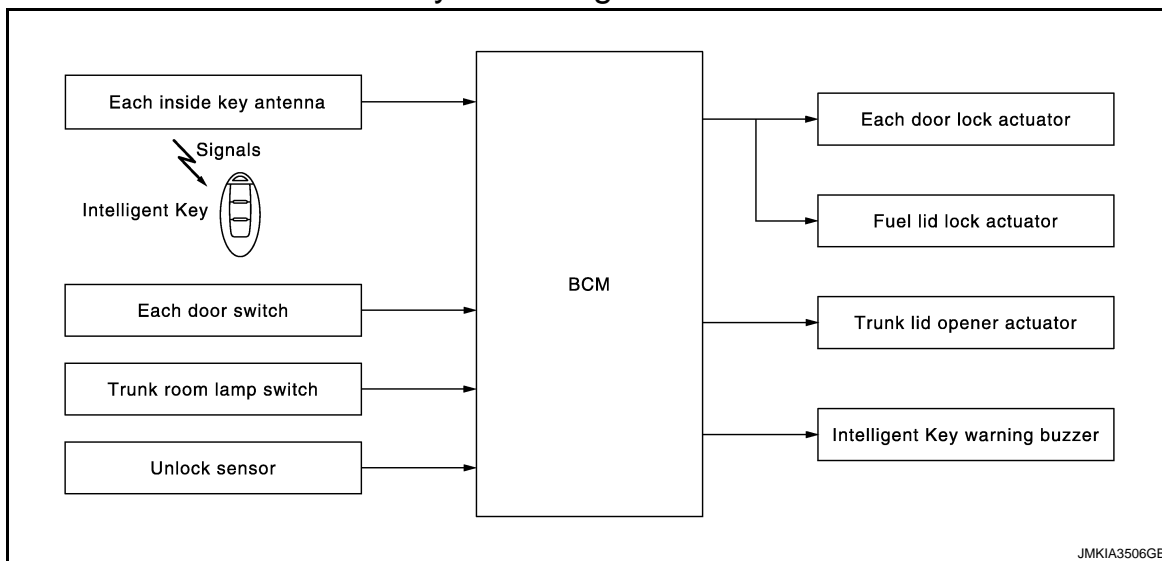 Each inside key antenna
Signals
Intelligent Key
Each door switch
Trunk room lamp switch
Unlock sensor
BCM
Each door lock actuator
Fuel lid lock actuator
Trunk lid opener actuator
Intelligent Key warning buzzer
JMKIA3506GE